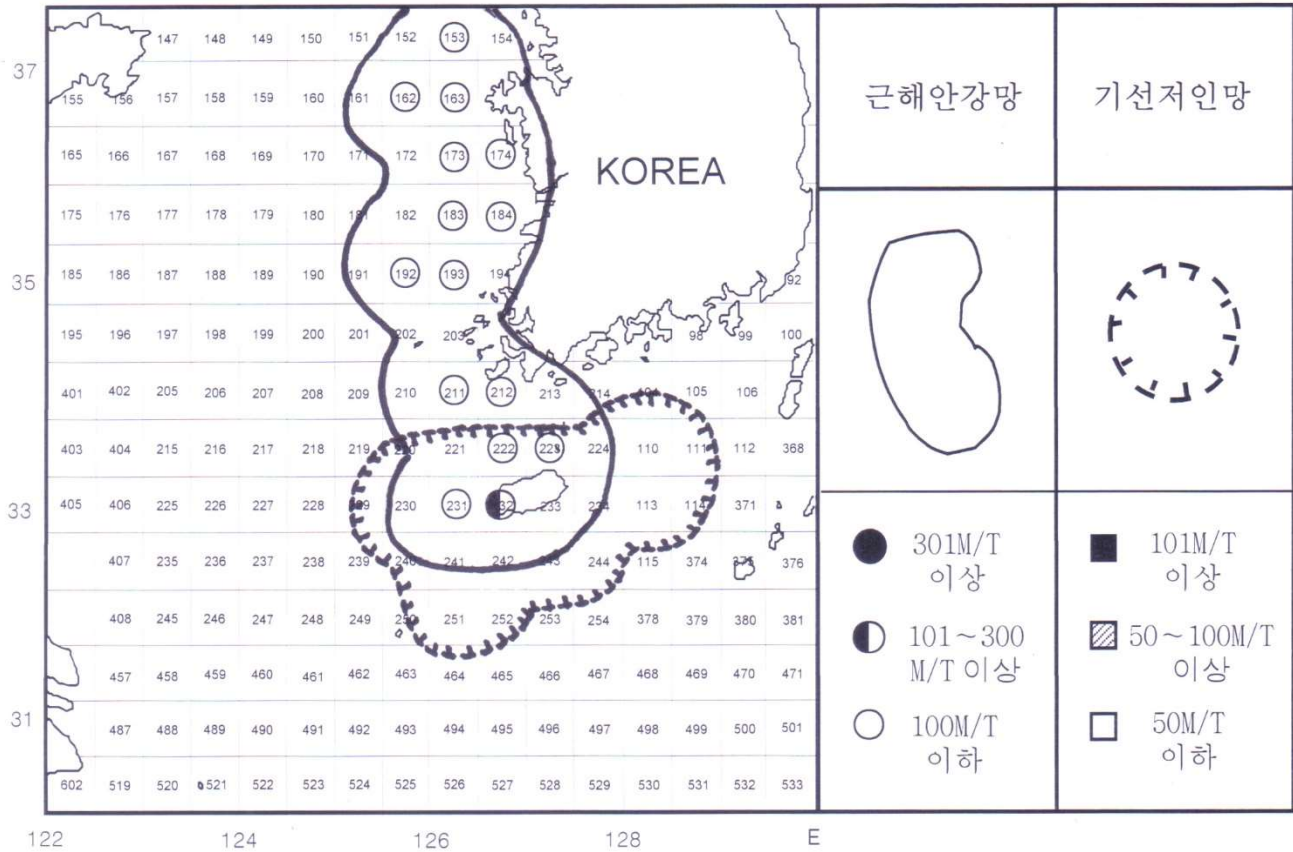 147 148 149 150 151 152 153 154
37
155 156 157 158 159 160 161 162 163
165 166 167 168 169 170 171 172 173 174
KOREA
175 176 177 178 179 180 181 182 183 184
35
185 186 187 188 189 190 191 192 193 194 92
195 196 197 198 199 200 201 202 203 98 99 100
401 402 205 206 207 208 209 210 211 212 213 214 104 105 106
403 404 215 216 217 218 219 220 221 222 223 224 110 111 112 368
33
405 406 225 226 227 228 229 230 231 232 233 234 113 114 371
407 235 236 237 238 239 240 241 242 243 244 115 374 375 376
408 245 246 247 248 249 250 251 252 253 254 378 379 380 381
457 458 459 460 461 462 463 464 465 466 467 468 469 470 471
31
487 488 489 490 491 492 493 494 495 496 497 498 499 500 501
602 519 520 521 522 523 524 525 526 527 528 529 530 531 532 533
122 124 126 128 E
근해안강망
기선저인망
301M/T
이상
101～300
M/T 이상
100M/T
이하
101M/T
이상
50～100M/T
이상
50M/T
이하